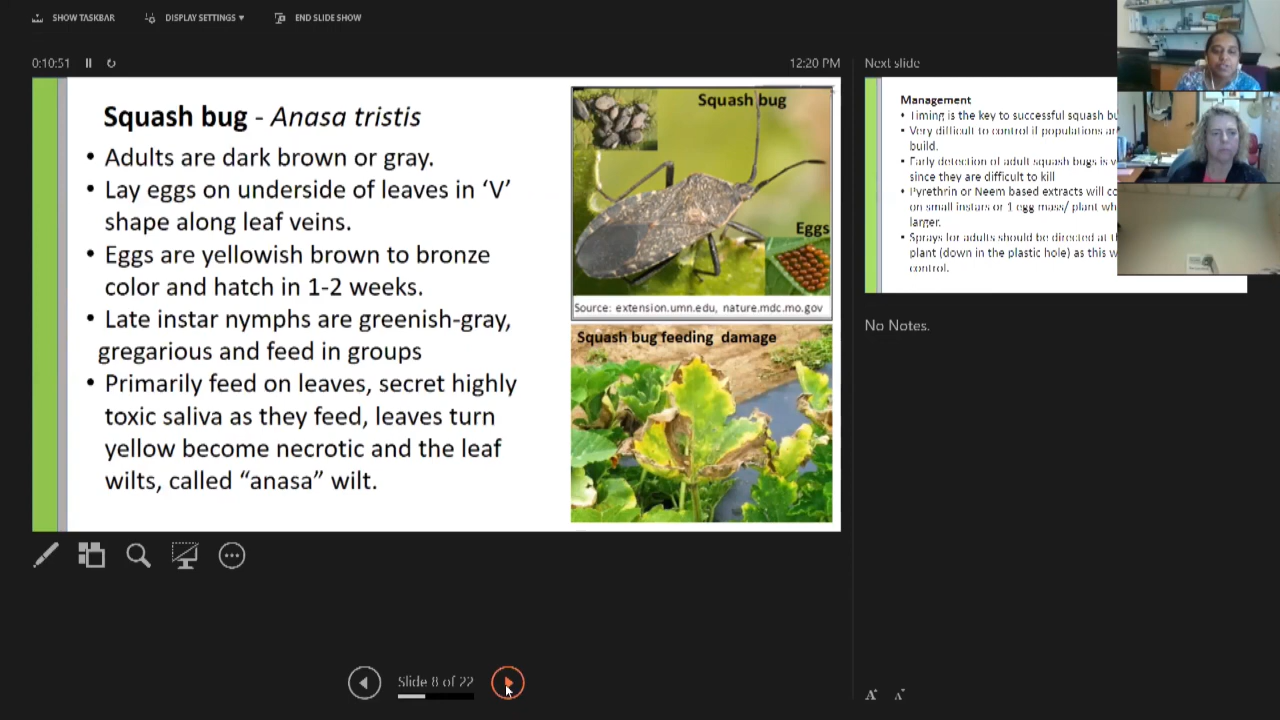 SHOW TASKBAR
DISPLAY SETTINGS ▾
END SLIDE SHOW
0:10:51
12:20 PM
Squash bug - Anasa tristis
• Adults are dark brown or gray.
• Lay eggs on underside of leaves in ‘V’
shape along leaf veins.
• Eggs are yellowish brown to bronze
color and hatch in 1-2 weeks.
• Late instar nymphs are greenish-gray,
gregarious and feed in groups
• Primarily feed on leaves, secret highly
toxic saliva as they feed, leaves turn
yellow become necrotic and the leaf
wilts, called “anasa” wilt.
Squash bug
Eggs
Source: extension.umn.edu, nature.mdc.mo.gov
Squash bug feeding damage
Slide 8 of 22
Next slide
Management
• Timing is the key to successful squash bu
• Very difficult to control if populations ar
build.
• Early detection of adult squash bugs is v
since they are difficult to kill
• Pyrethrin or Neem based extracts will co
on small instars or 1 egg mass/ plant wh
larger.
• Sprays for adults should be directed at th
plant (down in the plastic hole) as this w
control.
No Notes.
A A